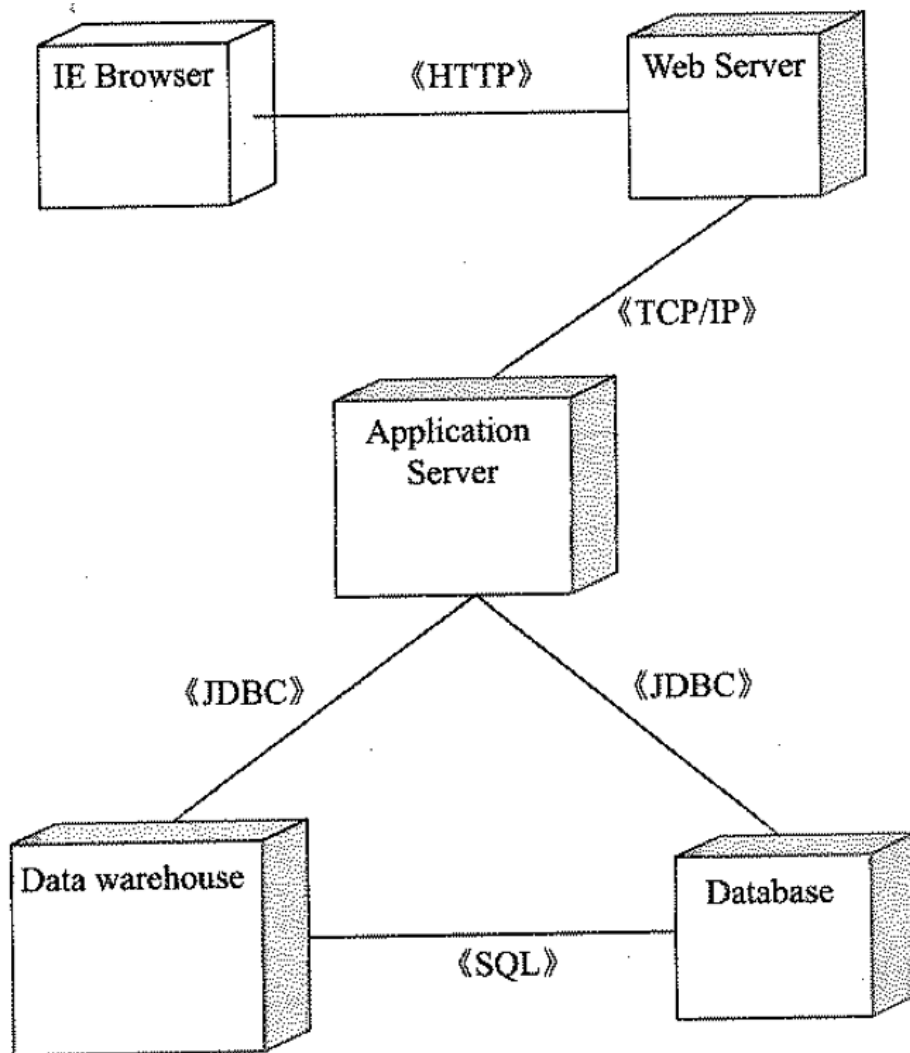 IE Browser
《HTTP》
Web Server
《TCP/IP》
Application
Server
《JDBC》
《JDBC》
Data warehouse
Database
《SQL》